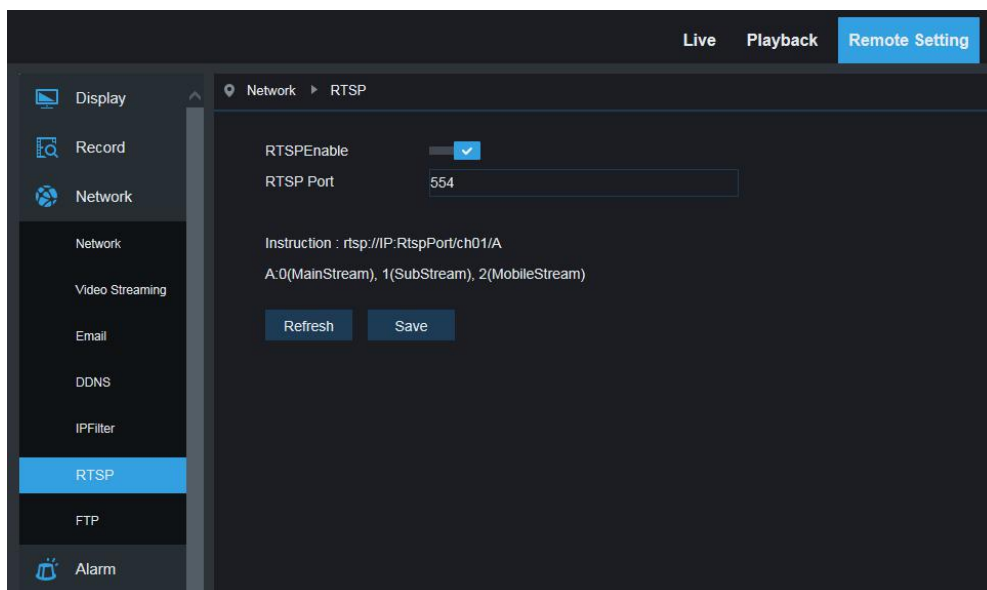 Live Playback Remote Setting
Display
Record
Network
Network
Video Streaming
Email
DDNS
IPFilter
RTSP
FTP
Alarm
Network RTSP
RTSPEnable
RTSP Port 554
Instruction : rtsp://IP:RtspPort/ch01/A
A:0(MainStream), 1(SubStream), 2(MobileStream)
Refresh Save